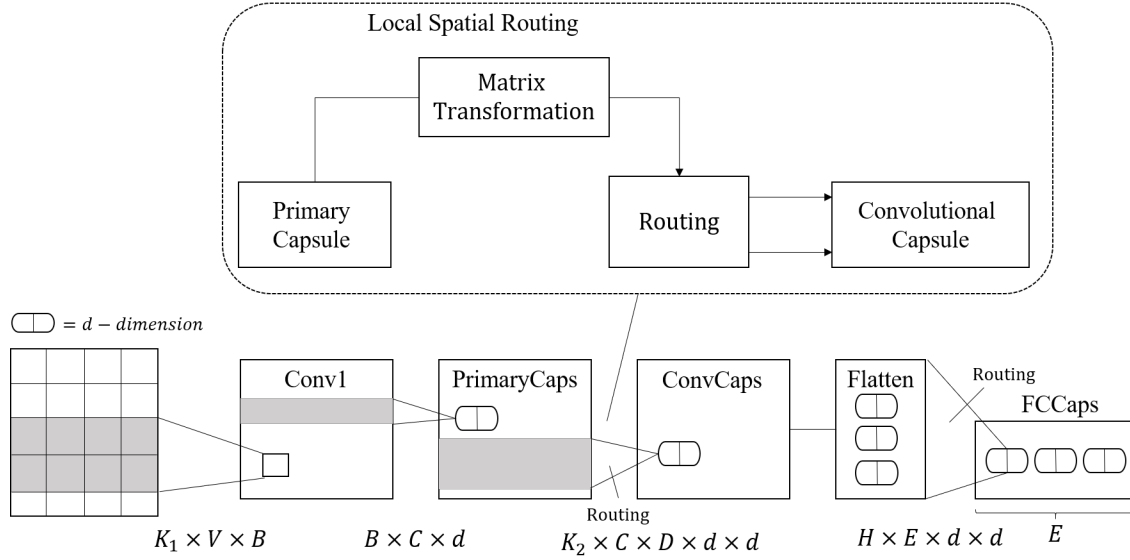 Local Spatial Routing
Matrix
Transformation
Primary
Capsule
Routing
Convolutional
Capsule
= d − dimension
Conv1
PrimaryCaps
ConvCaps
Flatten
Routing
FCCaps
Routing
K₁ × V × B
B × C × d
K₂ × C × D × d × d
H × E × d × d
E